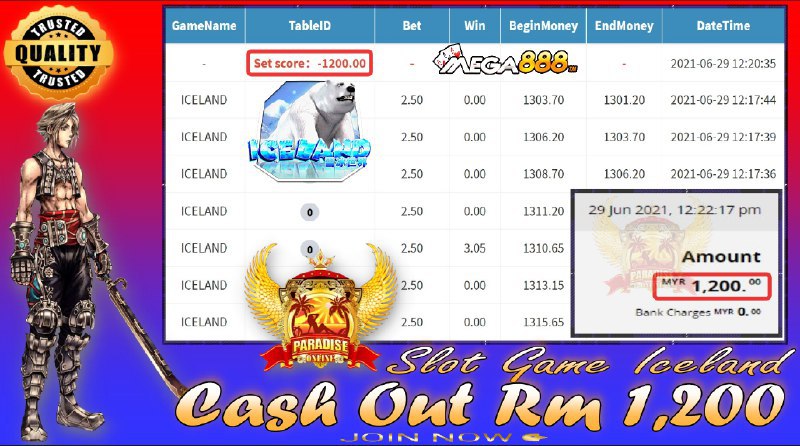 TRUSTED
QUALITY
TRUSTED
GameName TableID Bet Win BeginMoney EndMoney DateTime
- Set score: -1200.00 - MEGA888 - 2021-06-29 12:20:35
ICELAND 2.50 0.00 1303.70 1301.20 2021-06-29 12:17:44
ICELAND 2.50 0.00 1306.20 1303.70 2021-06-29 12:17:39
ICELAND 2.50 0.00 1308.70 1306.20 2021-06-29 12:17:36
ICELAND
ICELAND 0 2.50 0.00 1311.20
ICELAND 0 2.50 3.05 1310.65
ICELAND 2.50 0.00 1313.15
ICELAND 2.50 0.00 1315.65
29 Jun 2021, 12:22:17 pm
Amount
MYR 1,200.00
Bank Charges MYR 0.00
PARADISE
ONLINE
Slot Game Iceland
Cash Out Rm 1,200
JOIN NOW